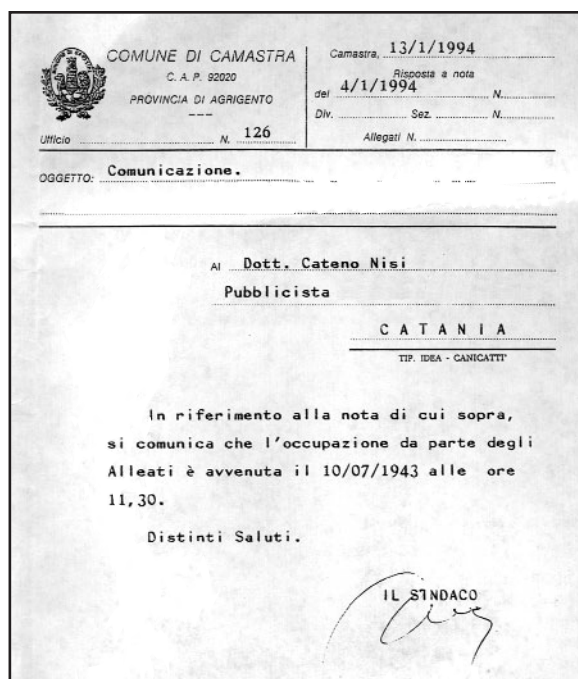 COMUNE DI CAMASTRA
C. A. P. 92020
PROVINCIA DI AGRIGENTO
Ufficio N. 126
Camastra, 13/1/1994
Risposta a nota
del 4/1/1994 N.
Div. Sez. N.
Allegati N.
OGGETTO: Comunicazione.
Al Dott. Cateno Nisi
Pubblicista
CATANIA
TIP. IDEA - CANICATTI'
In riferimento alla nota di cui sopra,
si comunica che l'occupazione da parte degli
Alleati è avvenuta il 10/07/1943 alle ore
11,30.
Distinti Saluti.
IL SINDACO